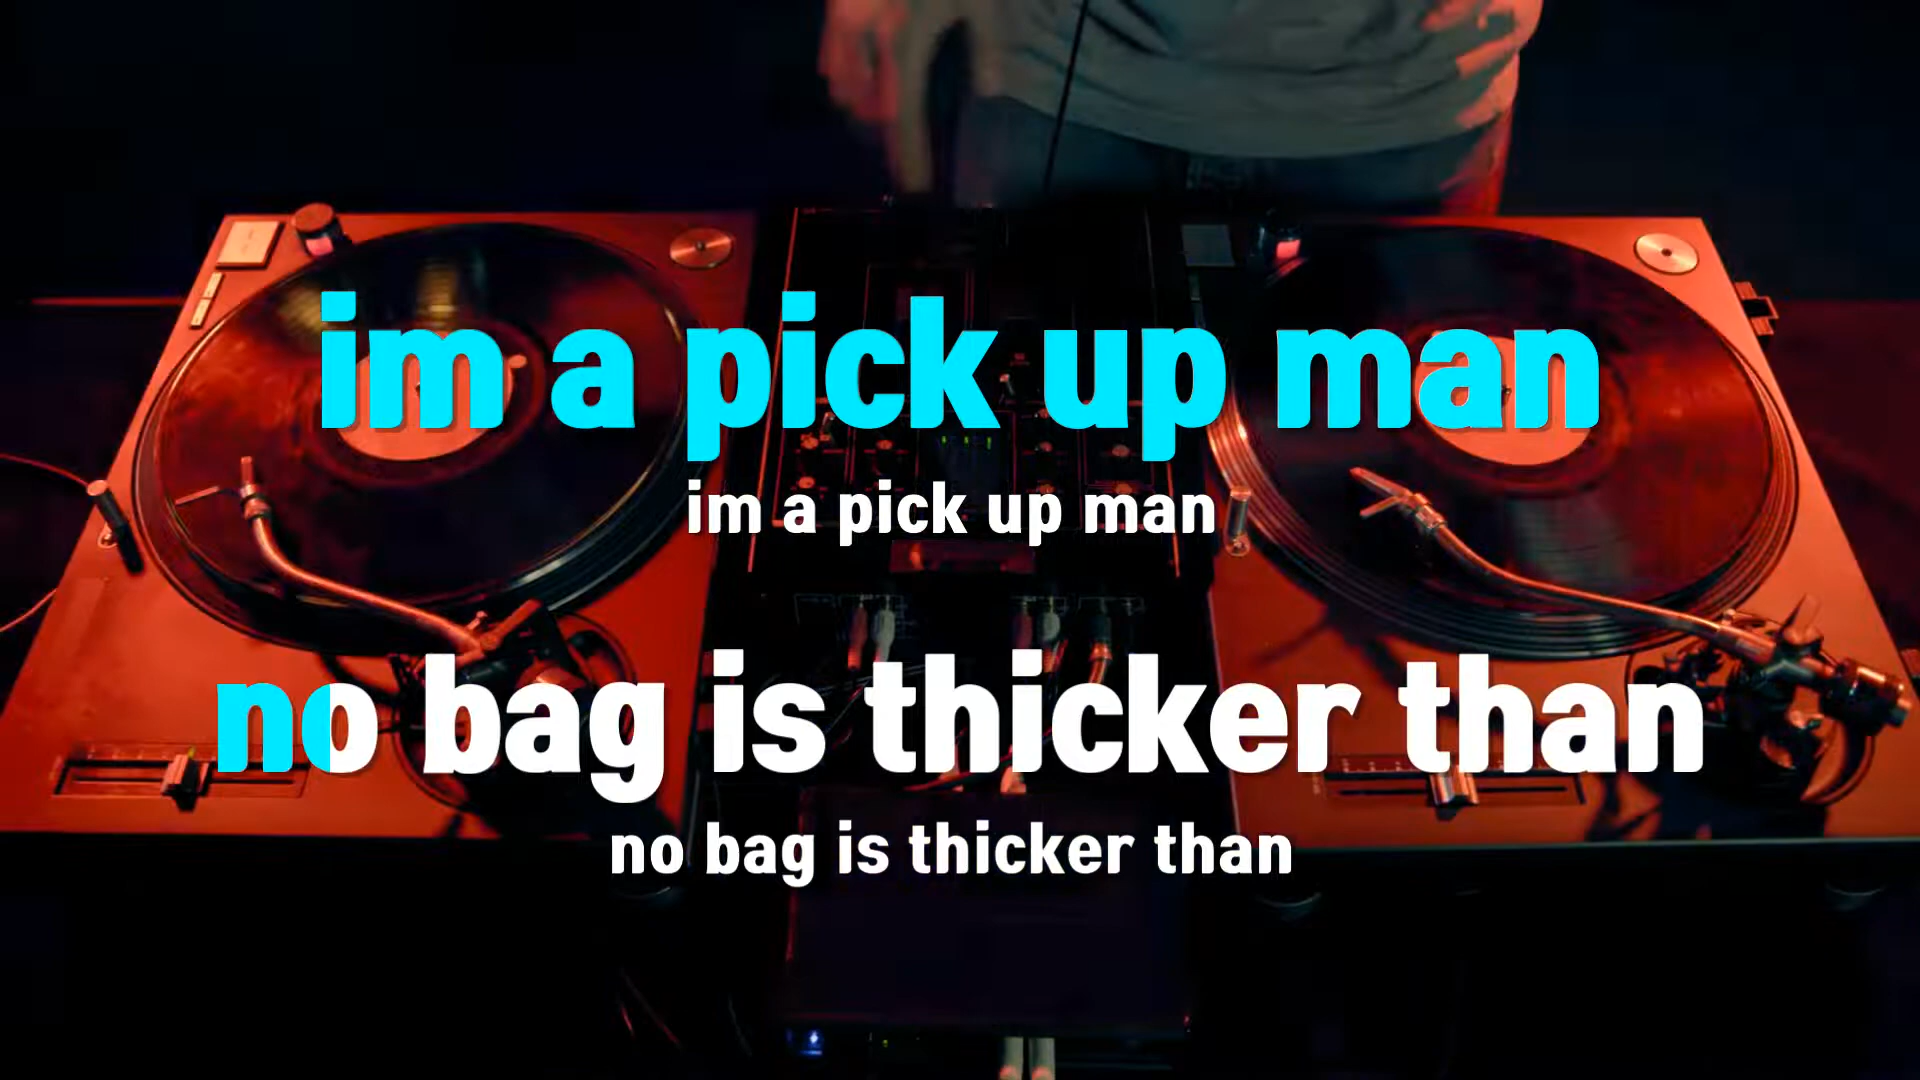 im a pick up man
im a pick up man
no bag is thicker than
no bag is thicker than